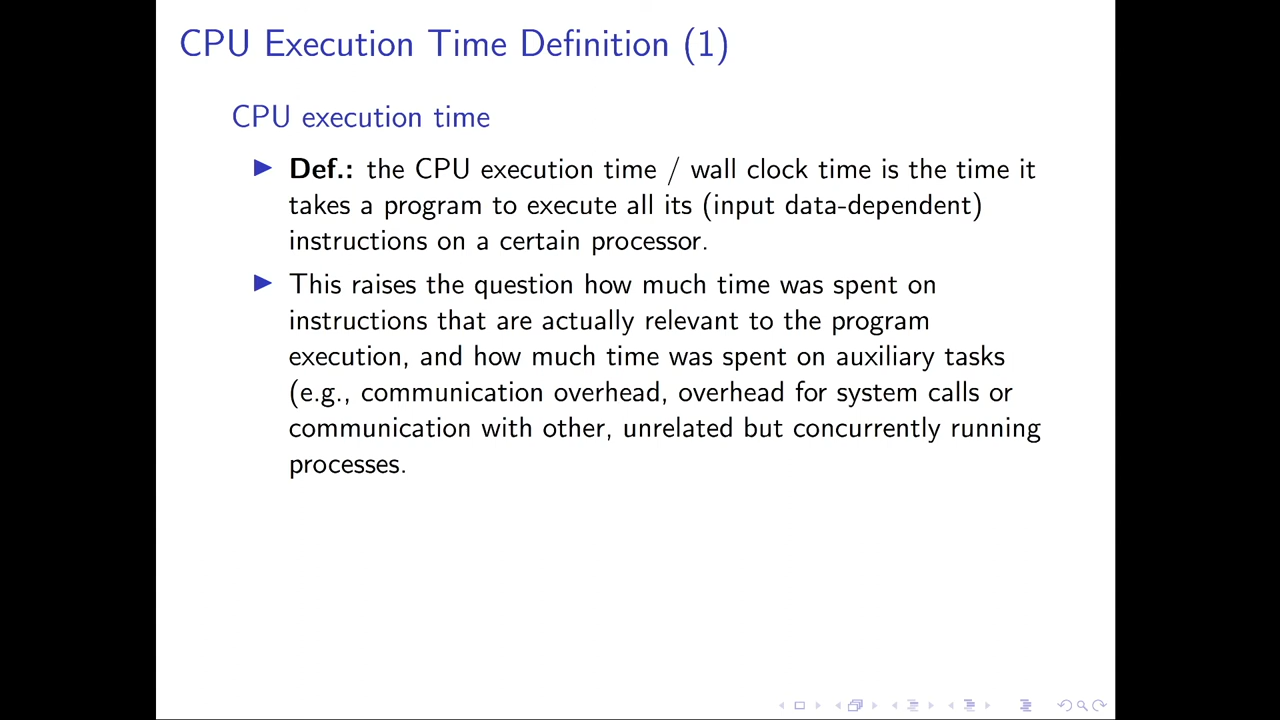 CPU Execution Time Definition (1)
CPU execution time
Def.: the CPU execution time / wall clock time is the time it
takes a program to execute all its (input data-dependent)
instructions on a certain processor.
This raises the question how much time was spent on
instructions that are actually relevant to the program
execution, and how much time was spent on auxiliary tasks
(e.g., communication overhead, overhead for system calls or
communication with other, unrelated but concurrently running
processes.